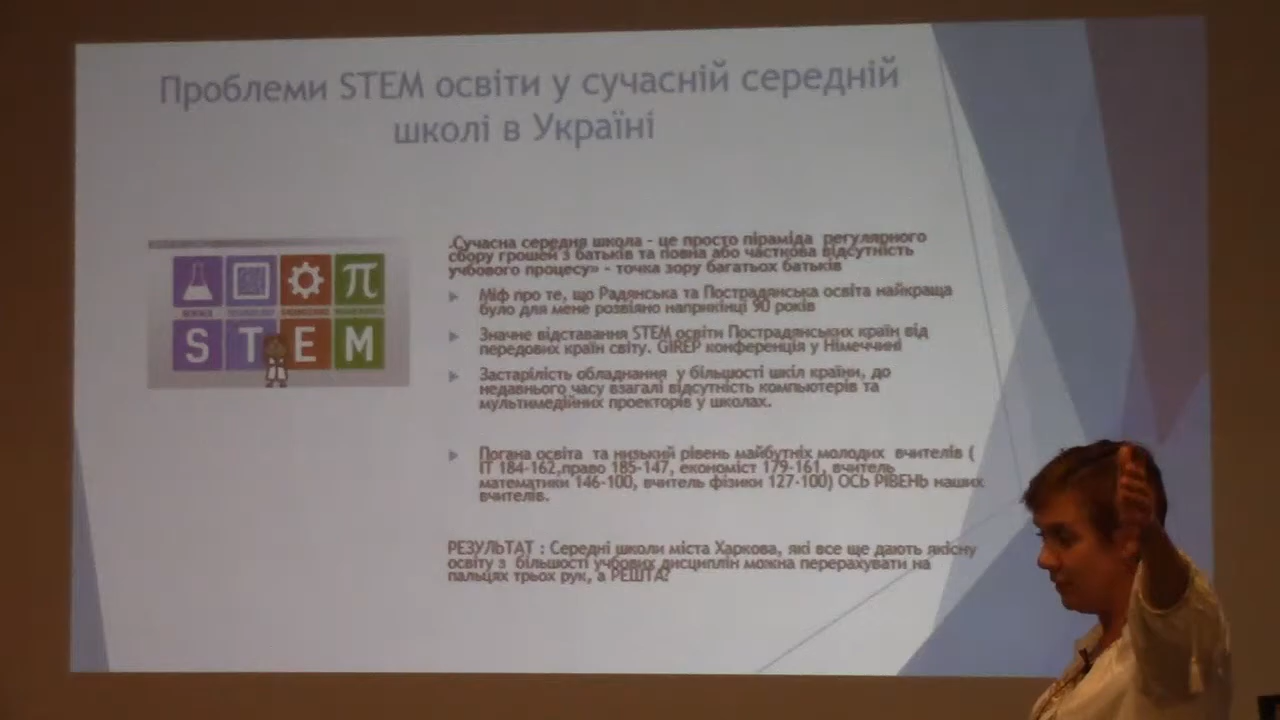 Проблеми STEM освіти у сучасній середній
школі в Україні
«Сучасна середня школа - це просто піраміда регулярного
збору грошей з батьків та повна або часткова відсутність
учбового процесу» - точка зору багатьох батьків
Міф про те, що Радянська та Пострадянська освіта найкраща
було для мене розвіяно наприкінці 90 років
Значне відставання STEM освіти Пострадянських країн від
передових країн світу. GIREP конференція у Німеччині
Застарілість обладнання у більшості шкіл країни, до
недавнього часу взагалі відсутність компьютерів та
мультимедійних проекторів у школах.
Погана освіта та низький рівень майбутніх молодих вчителів (
ІТ 184-162,право 185-147, економіст 179-161, вчитель
математики 146-100, вчитель фізики 127-100) ОСЬ РІВЕНЬ наших
вчителів.
РЕЗУЛЬТАТ : Середні школи міста Харкова, які все ще дають якісну
освіту з більшості учбових дисциплін можна перерахувати на
пальцях трьох рук, а РЕШТА?
π
SCIENCE
S T E M